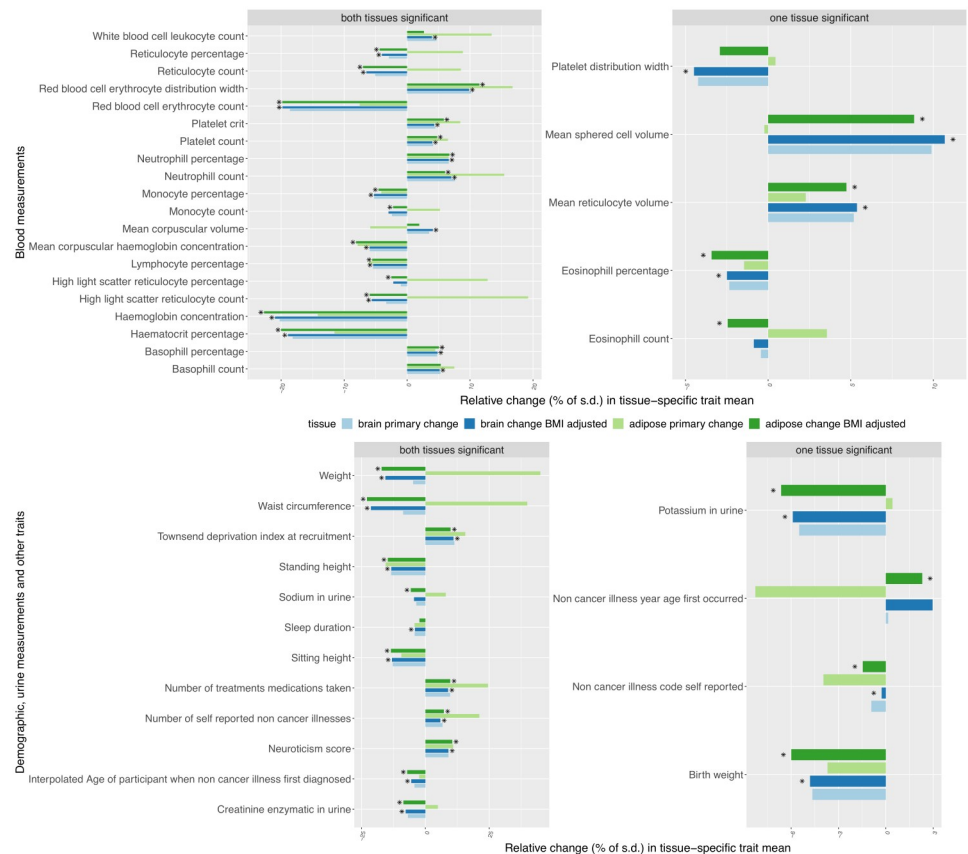 both tissues significant
one tissue significant
Blood measurements
White blood cell leukocyte count
Reticulocyte percentage
Reticulocyte count
Red blood cell erythrocyte distribution width
Red blood cell erythrocyte count
Platelet crit
Platelet count
Neutrophill percentage
Neutrophill count
Monocyte percentage
Monocyte count
Mean corpuscular volume
Mean corpuscular haemoglobin concentration
Lymphocyte percentage
High light scatter reticulocyte percentage
High light scatter reticulocyte count
Haemoglobin concentration
Haematocrit percentage
Basophill percentage
Basophill count
Platelet distribution width
Mean sphered cell volume
Mean reticulocyte volume
Eosinophill percentage
Eosinophill count
-20 -10 0 10 20
Relative change (% of s.d.) in tissue-specific trait mean
tissue brain primary change brain change BMI adjusted adipose primary change adipose change BMI adjusted
both tissues significant
one tissue significant
Demographic, urine measurements and other traits
Weight
Waist circumference
Townsend deprivation index at recruitment
Standing height
Sodium in urine
Sleep duration
Sitting height
Number of treatments medications taken
Number of self reported non cancer illnesses
Neuroticism score
Interpolated Age of participant when non cancer illness first diagnosed
Creatinine enzymatic in urine
Potassium in urine
Non cancer illness year age first occurred
Non cancer illness code self reported
Birth weight
Relative change (% of s.d.) in tissue-specific trait mean